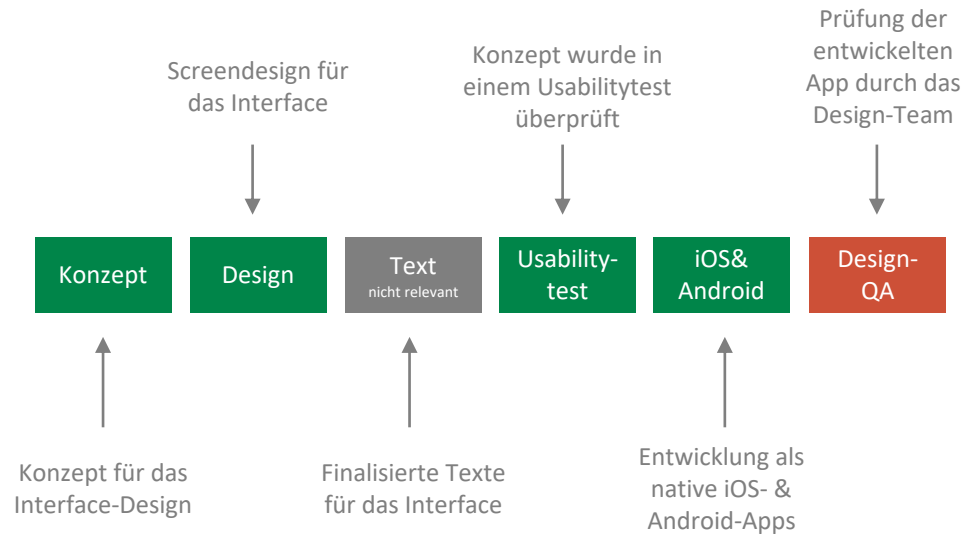 Screendesign für
das Interface
Konzept wurde in
einem Usabilitytest
überprüft
Prüfung der
entwickelten
App durch das
Design-Team
Konzept
Design
Text
nicht relevant
Usability-
test
iOS&
Android
Design-
QA
Konzept für das
Interface-Design
Finalisierte Texte
für das Interface
Entwicklung als
native iOS- &
Android-Apps